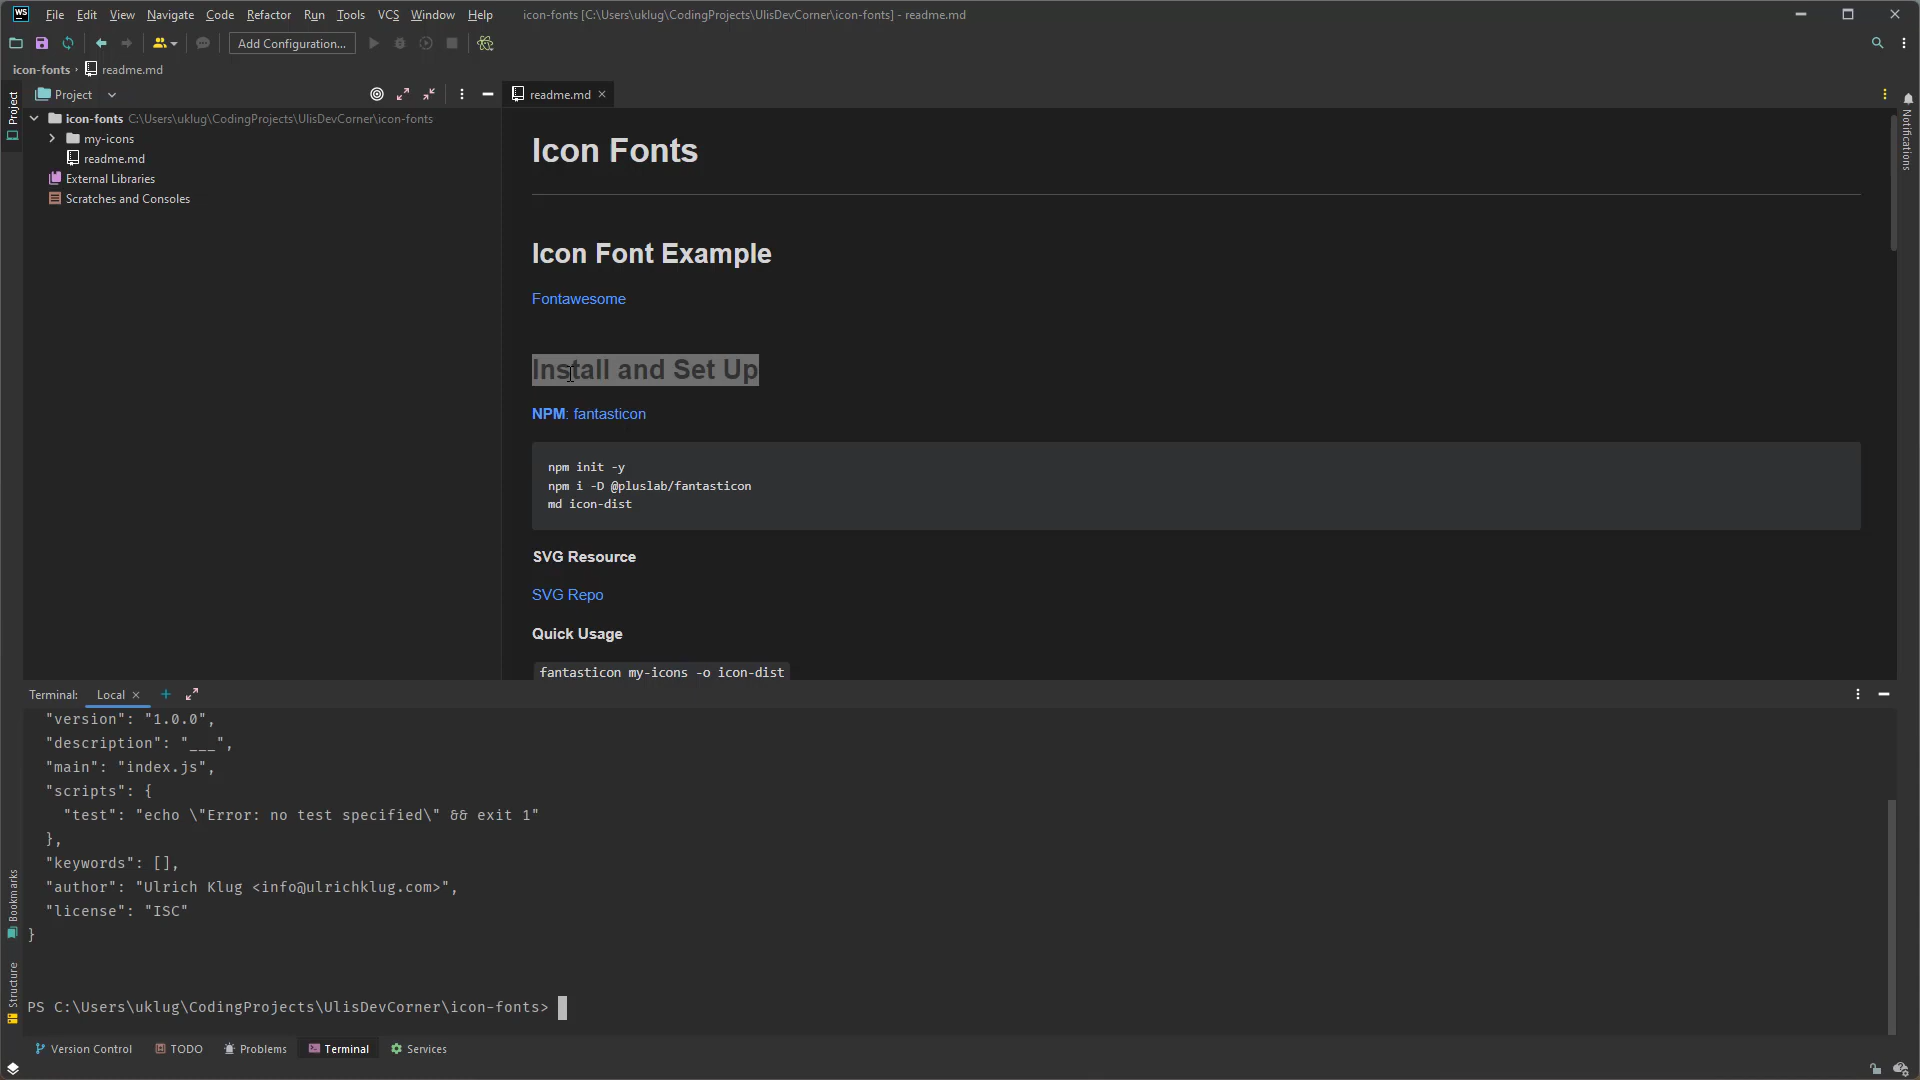 WS File Edit View Navigate Code Refactor Run Tools VCS Window Help icon-fonts [C:\Users\uklug\CodingProjects\UlisDevCorner\icon-fonts] - readme.md
Add Configuration...
icon-fonts › readme.md
Project
Project
readme.md
Notifications
icon-fonts C:\Users\uklug\CodingProjects\UlisDevCorner\icon-fonts
my-icons
readme.md
External Libraries
Scratches and Consoles
Icon Fonts
Icon Font Example
Fontawesome
Install and Set Up
NPM: fantasticon
npm init -y
npm i -D @pluslab/fantasticon
md icon-dist
SVG Resource
SVG Repo
Quick Usage
fantasticon my-icons -o icon-dist
Terminal: Local
"version": "1.0.0",
"description": "___",
"main": "index.js",
"scripts": {
"test": "echo \"Error: no test specified\" && exit 1"
},
"keywords": [],
"author": "Ulrich Klug <info@ulrichklug.com>",
"license": "ISC"
}
PS C:\Users\uklug\CodingProjects\UlisDevCorner\icon-fonts>
Bookmarks
Structure
Version Control TODO Problems Terminal Services